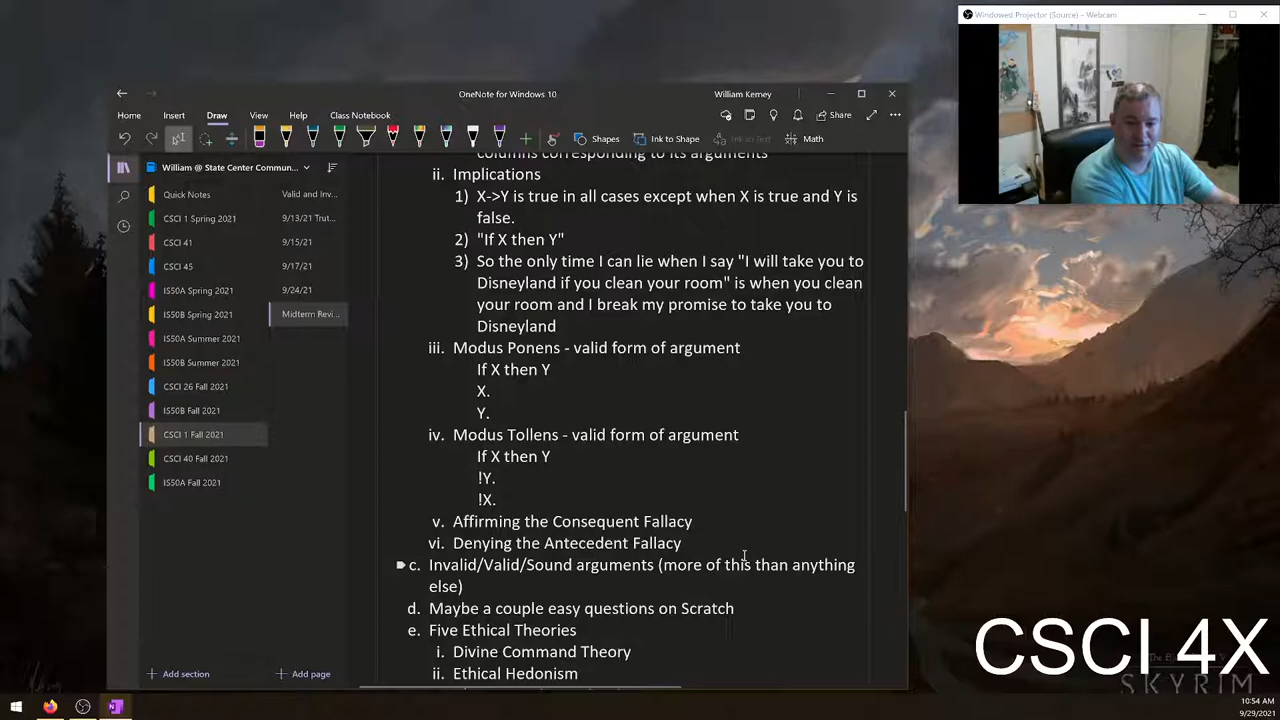 Windowed Projector (Source) - Webcam
OneNote for Windows 10
William Kerney
Home
Insert
Draw
View
Help
Class Notebook
Share
Shapes
Ink to Shape
Ink to Text
Math
William @ State Center Commun...
Quick Notes
CSCI 1 Spring 2021
CSCI 41
CSCI 45
IS50A Spring 2021
IS50B Spring 2021
IS50A Summer 2021
IS50B Summer 2021
CSCI 26 Fall 2021
IS50B Fall 2021
CSCI 1 Fall 2021
CSCI 40 Fall 2021
IS50A Fall 2021
Add section
Valid and Inv...
9/13/21 Trut...
9/15/21
9/17/21
9/24/21
Midterm Revi...
Add page
columns corresponding to its arguments
ii. Implications
1) X->Y is true in all cases except when X is true and Y is
false.
2) "If X then Y"
3) So the only time I can lie when I say "I will take you to
Disneyland if you clean your room" is when you clean
your room and I break my promise to take you to
Disneyland
iii. Modus Ponens - valid form of argument
If X then Y
X.
Y.
iv. Modus Tollens - valid form of argument
If X then Y
!Y.
!X.
v. Affirming the Consequent Fallacy
vi. Denying the Antecedent Fallacy
c. Invalid/Valid/Sound arguments (more of this than anything
else)
d. Maybe a couple easy questions on Scratch
e. Five Ethical Theories
i. Divine Command Theory
ii. Ethical Hedonism
CSCI 4X
SKYRIM
10:54 AM
9/29/2021